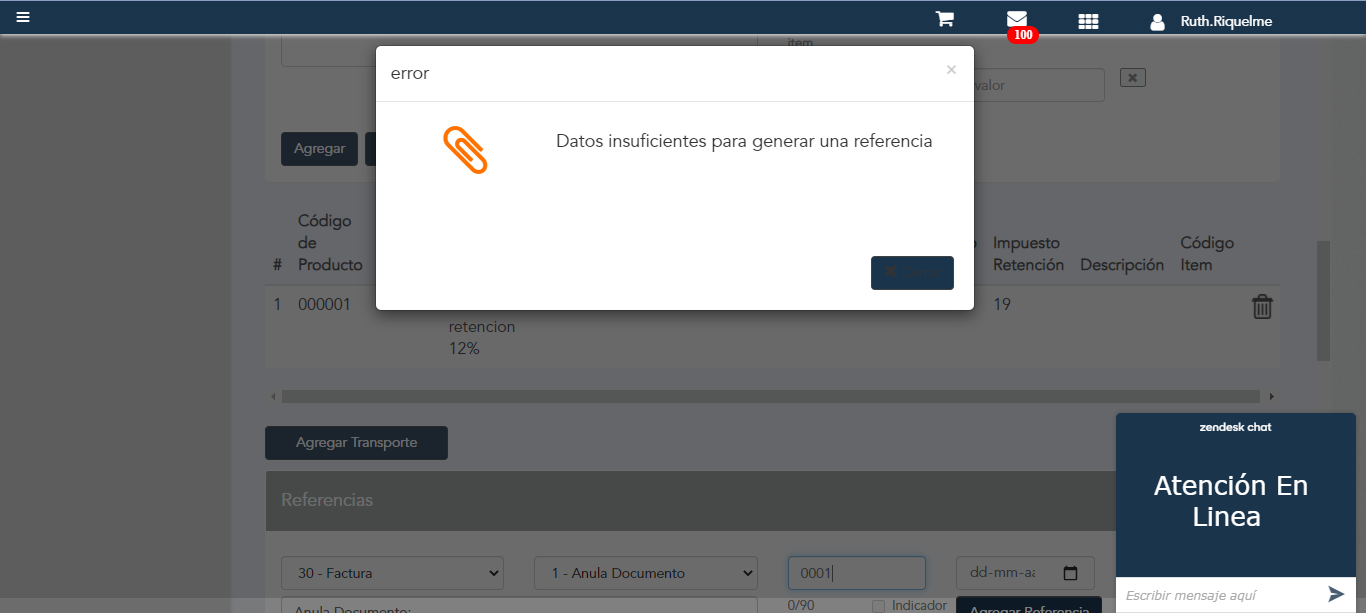 Ruth.Riquelme
100
error
×
Datos insuficientes para generar una referencia
item
valor
Agregar
Código de Producto
#
Impuesto Retención
Descripción
Código Item
1 000001
retencion 12%
19
Agregar Transporte
Referencias
30 - Factura
1 - Anula Documento
0001
dd-mm-aa
Anula Documento:
0/90
Indicador
Agregar Referencia
zendesk chat
Atención En
Linea
Escribir mensaje aquí